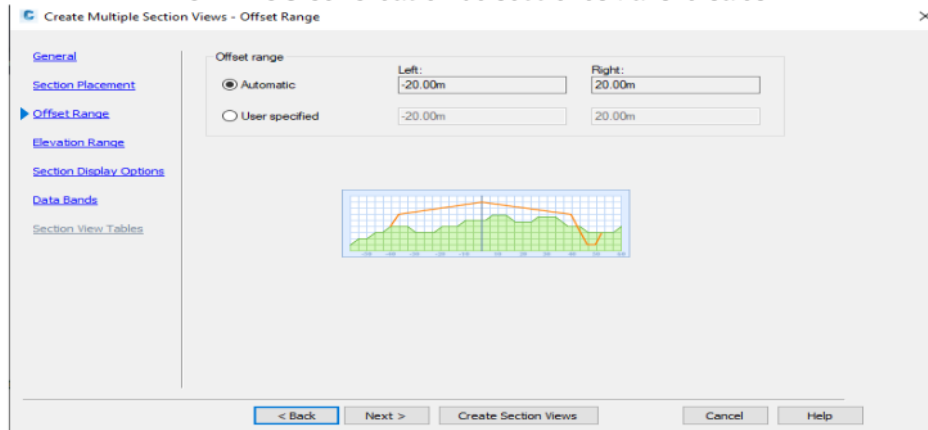 Create Multiple Section Views - Offset Range
General
Section Placement
Offset Range
Elevation Range
Section Display Options
Data Bands
Section View Tables
Offset range
Left: Right:
Automatic -20.00m 20.00m
User specified -20.00m 20.00m
< Back Next > Create Section Views Cancel Help